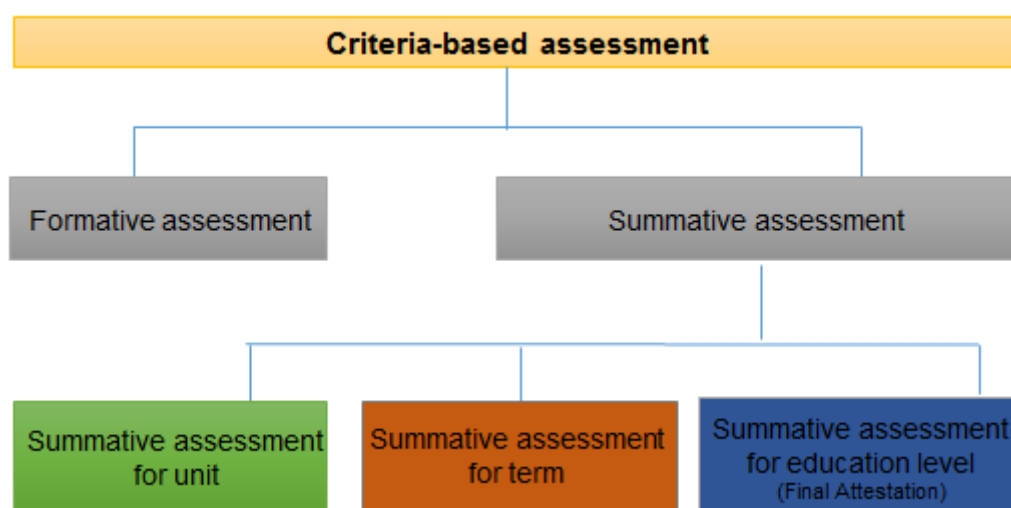 Criteria-based assessment
Formative assessment
Summative assessment
Summative assessment
for unit
Summative assessment
for term
Summative assessment
for education level
(Final Attestation)